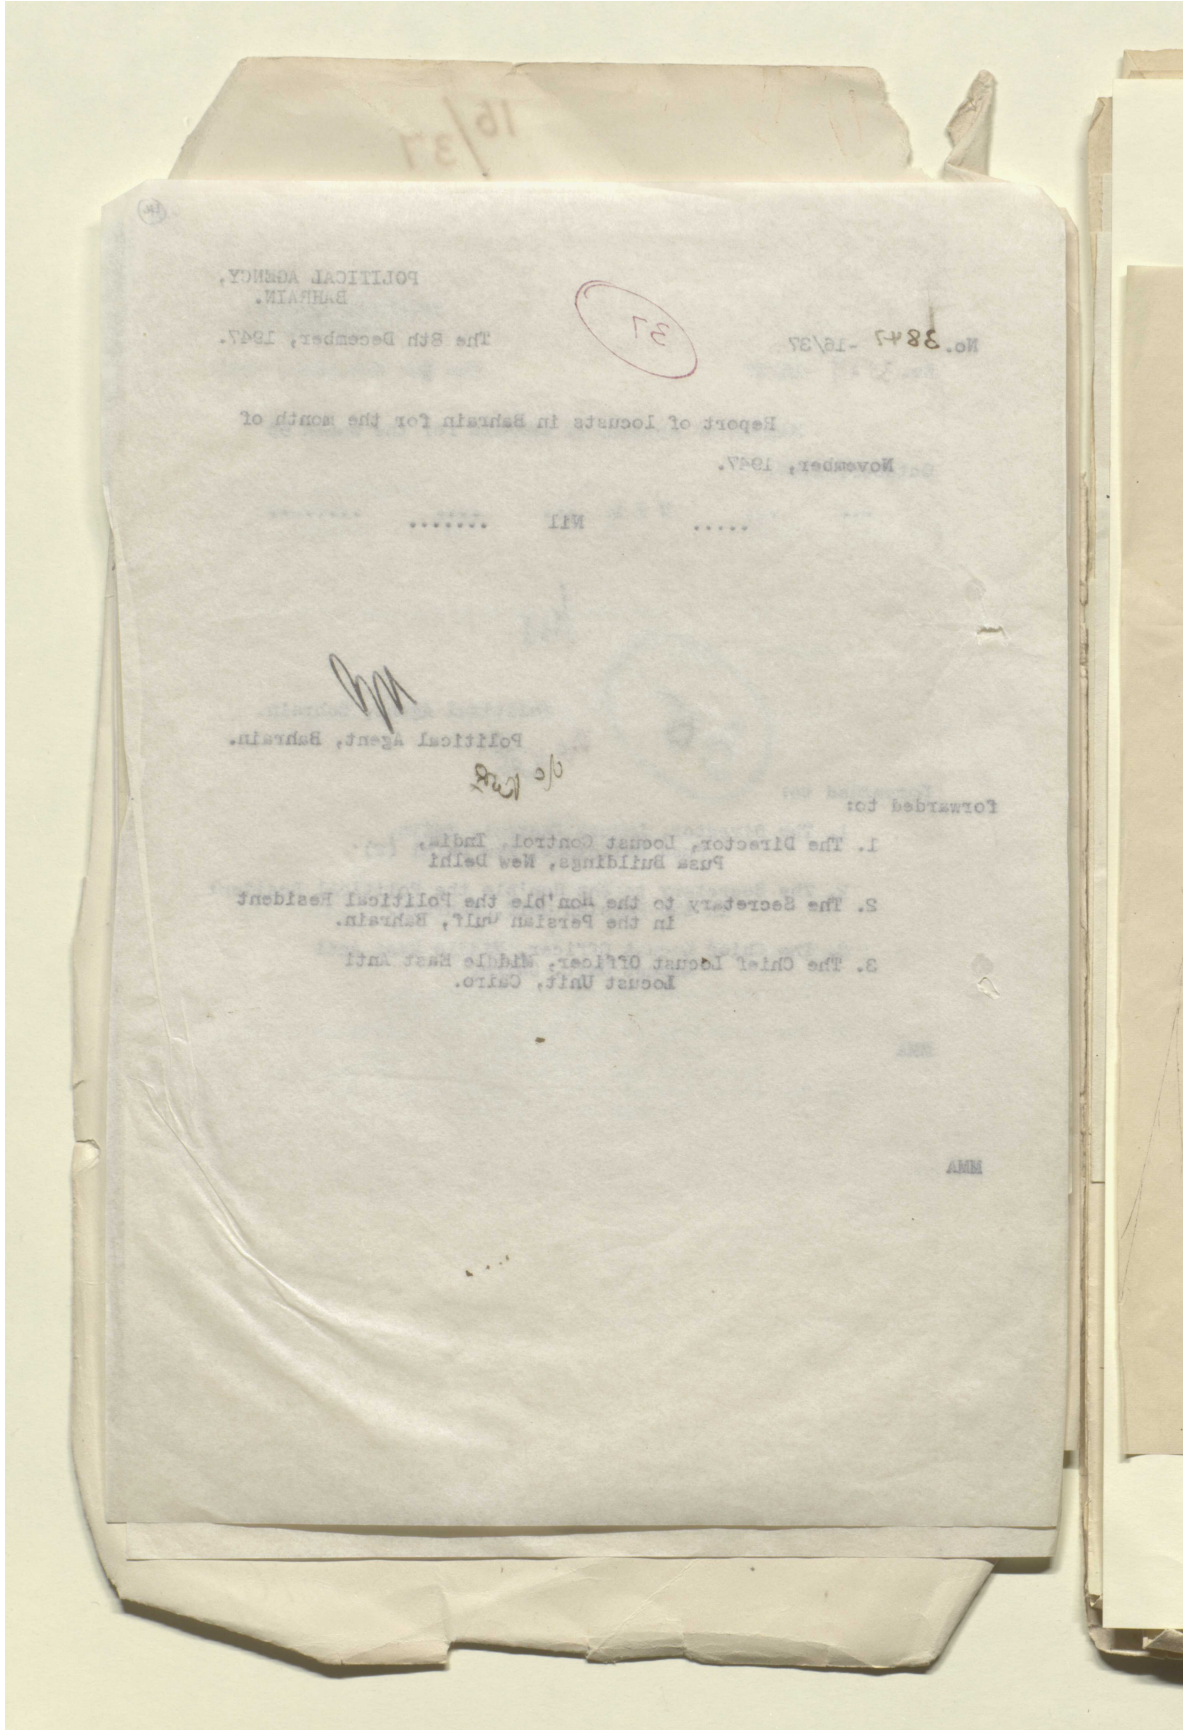 16/37
POLITICAL AGENCY,
BAHRAIN.
No. 3847 -16/37
37
The 8th December, 1947.
Report of locusts in Bahrain for the month of
November, 1947.
..... Nil .......
Political Agent, Bahrain.
forwarded to:
1. The Director, Locust Control, India,
Pusa Buildings, New Delhi
2. The Secretary to the Hon'ble the Political Resident
in the Persian Gulf, Bahrain.
3. The Chief Locust Officer, Middle East Anti
Locust Unit, Cairo.
MMA